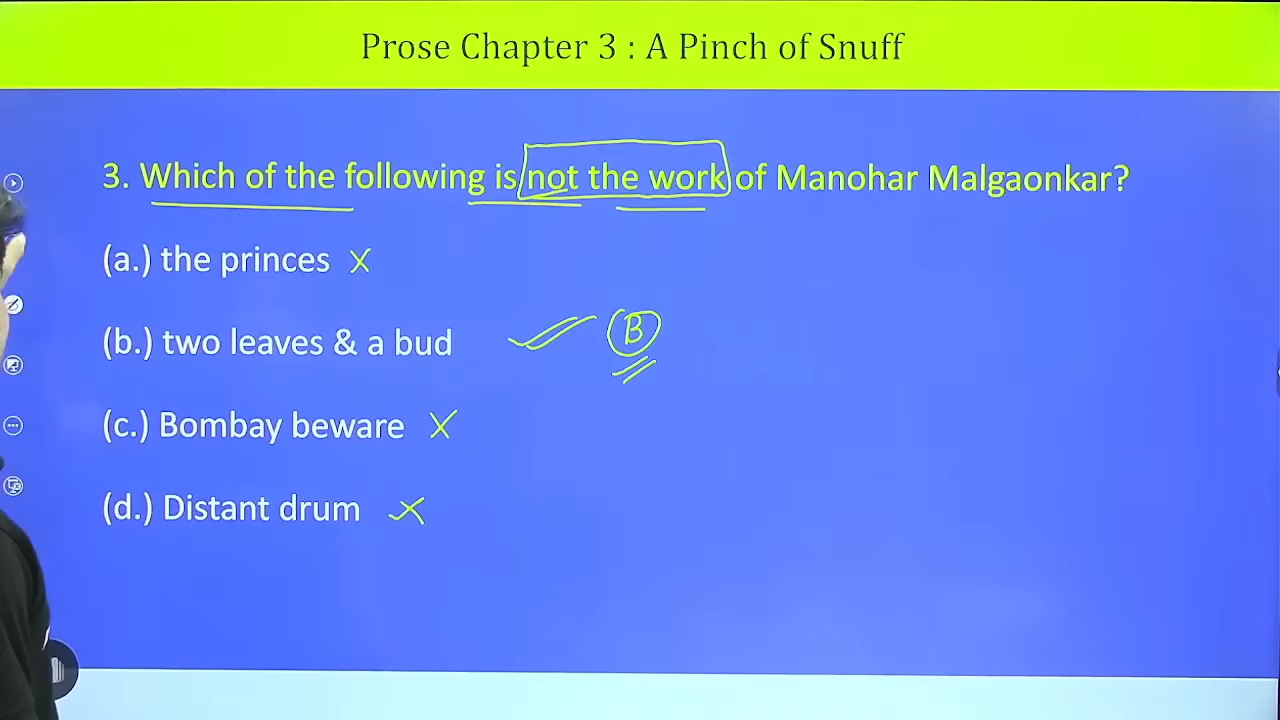 Prose Chapter 3 : A Pinch of Snuff
3. Which of the following is not the work of Manohar Malgaonkar?
(a.) the princes x
(b.) two leaves & a bud B
(c.) Bombay beware x
(d.) Distant drum x